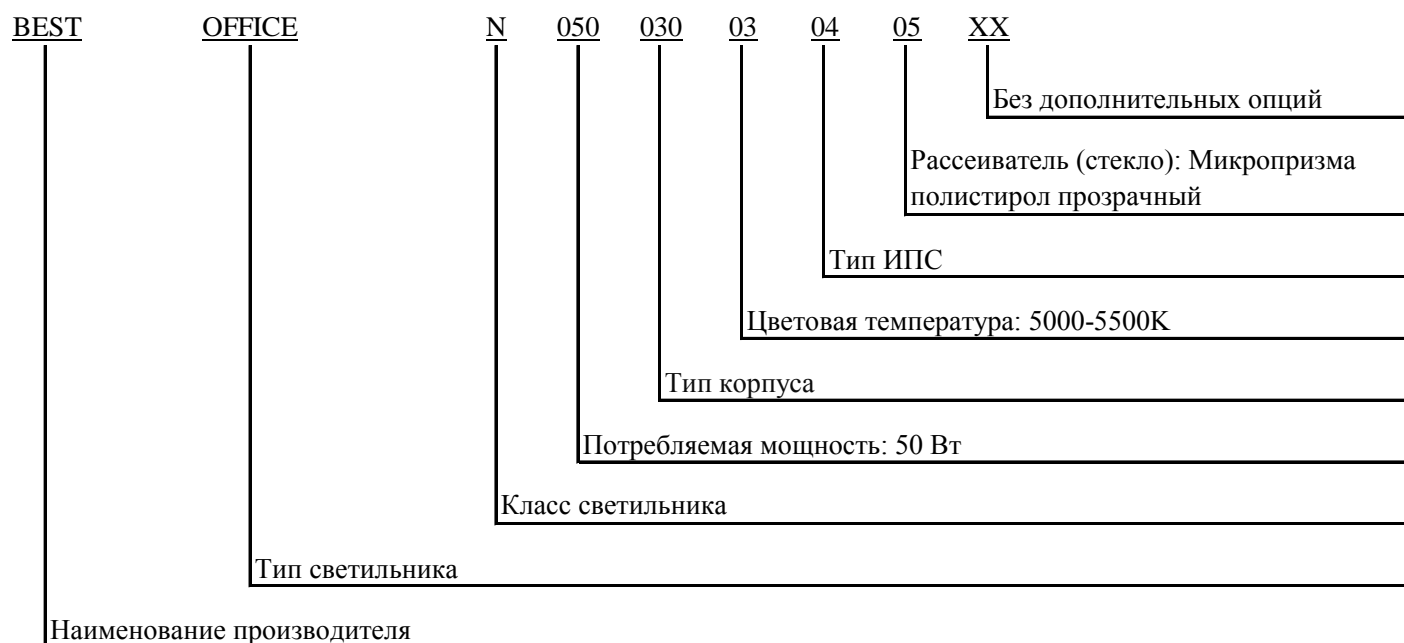 BEST OFFICE N 050 030 03 04 05 XX
Без дополнительных опций
Рассеиватель (стекло): Микропризма
полистирол прозрачный
Тип ИПС
Цветовая температура: 5000-5500К
Тип корпуса
Потребляемая мощность: 50 Вт
Класс светильника
Тип светильника
Наименование производителя